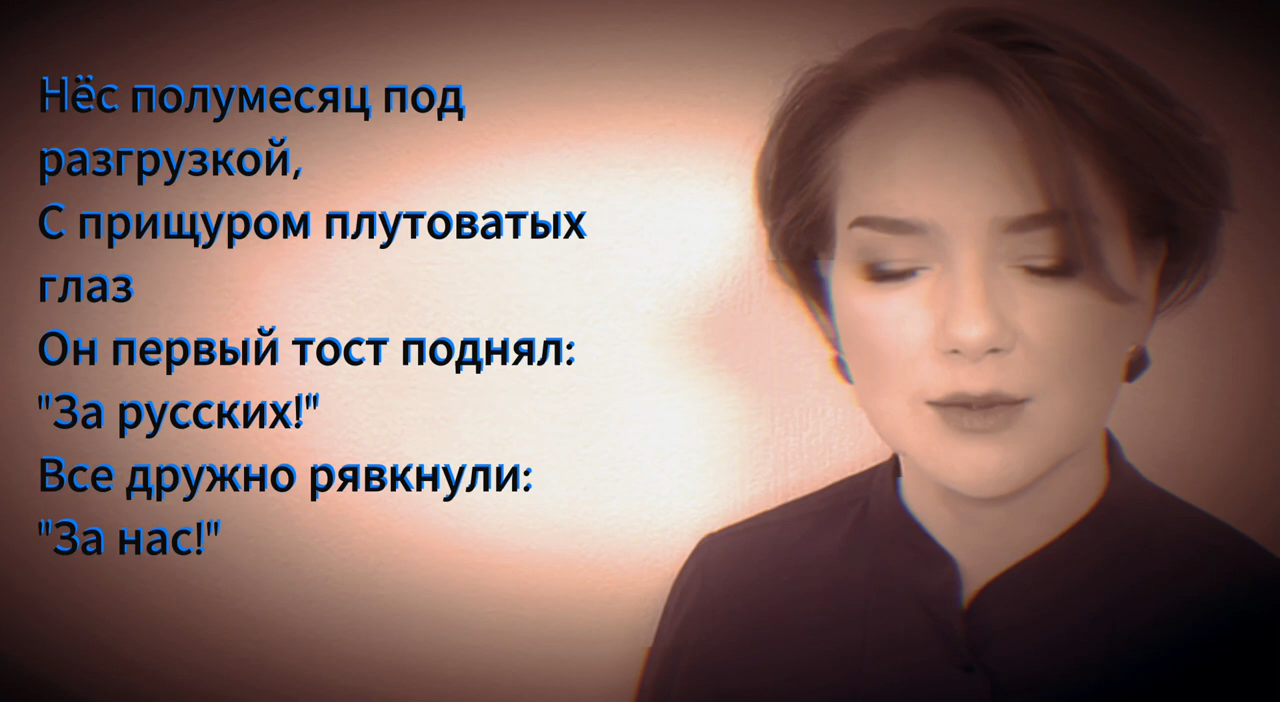 Нёс полумесяц под
разгрузкой,
С прищуром плутоватых
глаз
Он первый тост поднял:
"За русских!"
Все дружно рявкнули:
"За нас!"